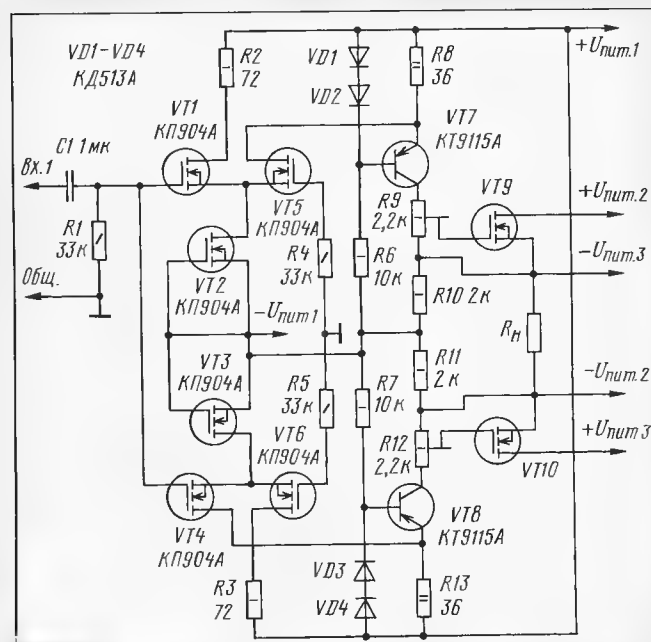 VD1-VD4
КД513А
R2
72
VD1
VD2
R8
36
+Uпит.1
VT1
КП904А
VT7
КТ9115А
C1 1мк
Вх.1
VT5
КП904А
R9
2,2к
VT9
+Uпит.2
R1
33к
R4
33к
R6
10к
-Uпит.3
Общ.
VT2
КП904А
-Uпит1
R10 2к
Rн
VT3
КП904А
R5
33к
R7
10к
R11
2к
-Uпит.2
VT6
КП904А
R12
2,2к
+Uпит.3
VT10
VT4
КП904А
VT8
КТ9115А
R3
72
VD3
VD4
R13
36